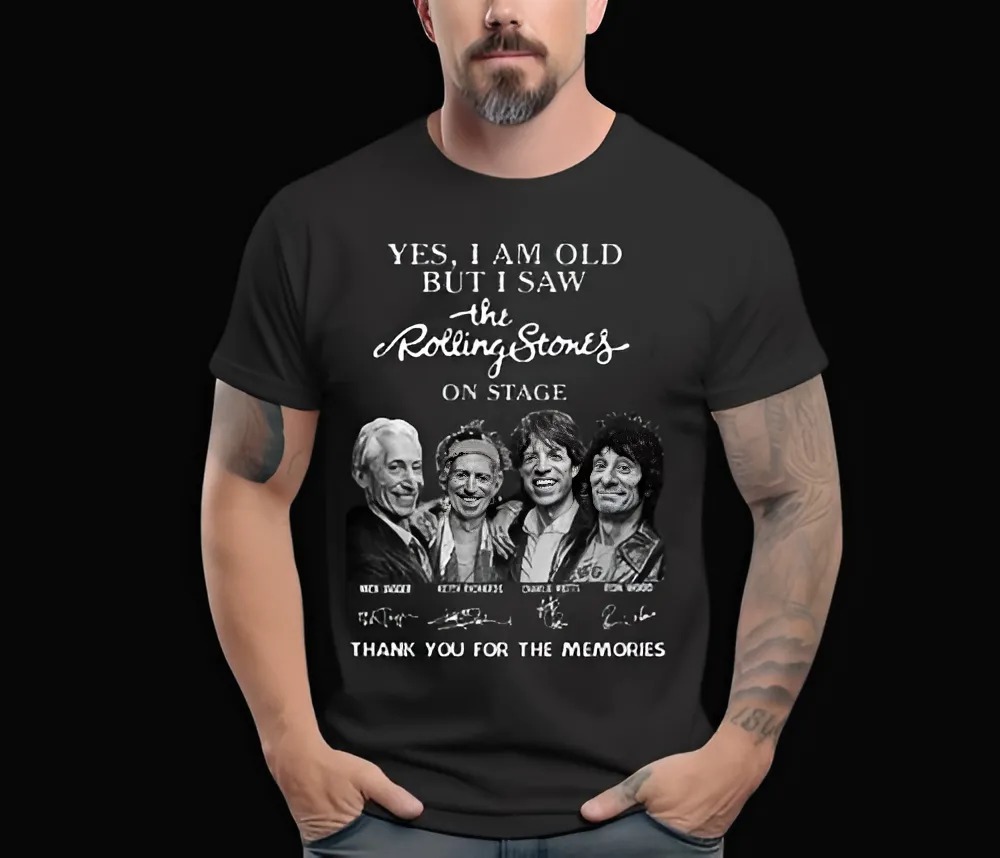 YES, I AM OLD
BUT I SAW
the
Rolling Stones
ON STAGE
THANK YOU FOR THE MEMORIES